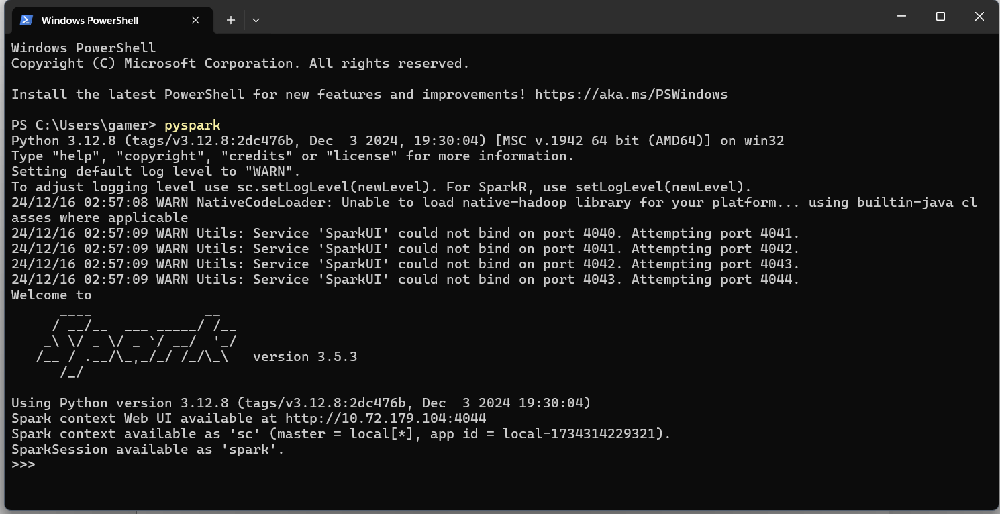 Windows PowerShell
Windows PowerShell
Copyright (C) Microsoft Corporation. All rights reserved.
Install the latest PowerShell for new features and improvements! https://aka.ms/PSWindows
PS C:\Users\gamer> pyspark
Python 3.12.8 (tags/v3.12.8:2dc476b, Dec  3 2024, 19:30:04) [MSC v.1942 64 bit (AMD64)] on win32
Type "help", "copyright", "credits" or "license" for more information.
Setting default log level to "WARN".
To adjust logging level use sc.setLogLevel(newLevel). For SparkR, use setLogLevel(newLevel).
24/12/16 02:57:08 WARN NativeCodeLoader: Unable to load native-hadoop library for your platform... using builtin-java cl
asses where applicable
24/12/16 02:57:09 WARN Utils: Service 'SparkUI' could not bind on port 4040. Attempting port 4041.
24/12/16 02:57:09 WARN Utils: Service 'SparkUI' could not bind on port 4041. Attempting port 4042.
24/12/16 02:57:09 WARN Utils: Service 'SparkUI' could not bind on port 4042. Attempting port 4043.
24/12/16 02:57:09 WARN Utils: Service 'SparkUI' could not bind on port 4043. Attempting port 4044.
Welcome to
      ____              __
     / __/__  ___ _____/ /__
    _\ \/ _ \/ _ `/ __/  '_/
   /__ / .__/\_,_/_/ /_/\_\   version 3.5.3
      /_/
Using Python version 3.12.8 (tags/v3.12.8:2dc476b, Dec  3 2024 19:30:04)
Spark context Web UI available at http://10.72.179.104:4044
Spark context available as 'sc' (master = local[*], app id = local-1734314229321).
SparkSession available as 'spark'.
>>>